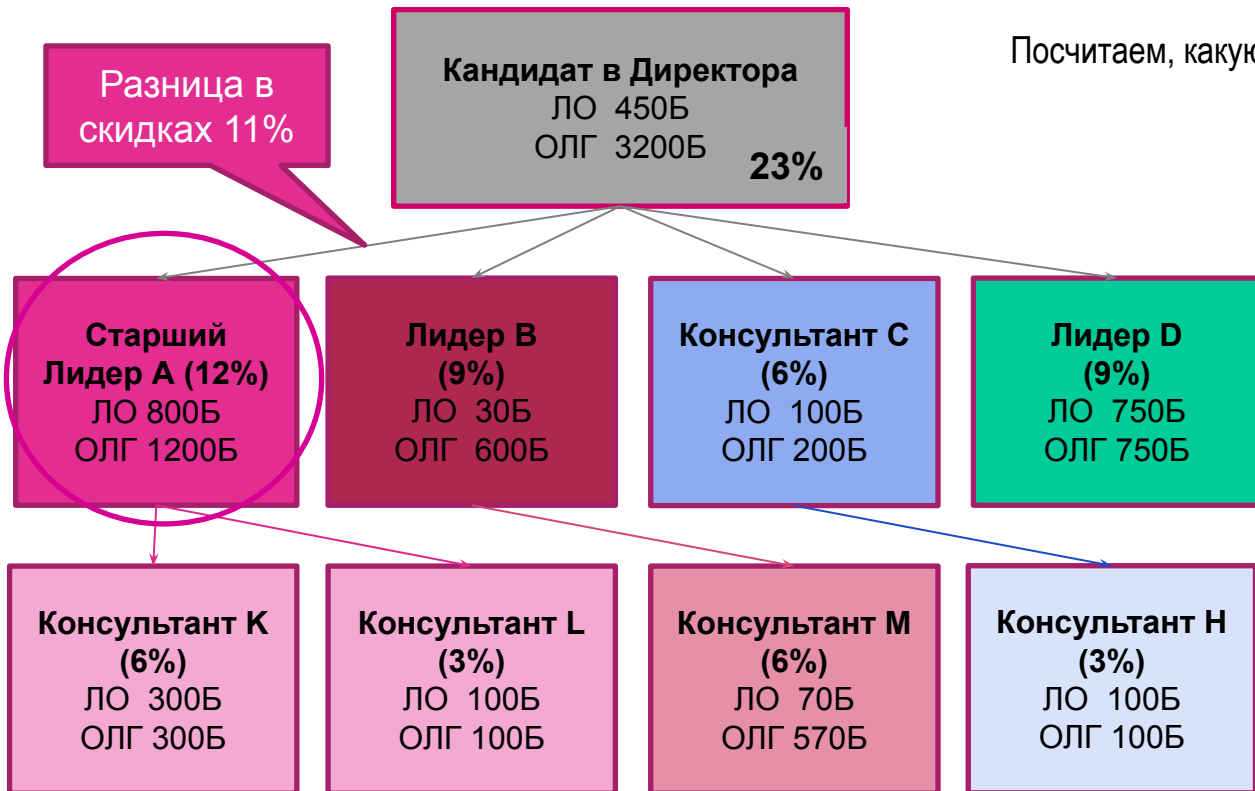 Посчитаем, какую
Разница в
скидках 11%
Кандидат в Директора
ЛО 450Б
ОЛГ 3200Б
23%
Старший
Лидер А (12%)
ЛО 800Б
ОЛГ 1200Б
Лидер В
(9%)
ЛО 30Б
ОЛГ 600Б
Консультант С
(6%)
ЛО 100Б
ОЛГ 200Б
Лидер D
(9%)
ЛО 750Б
ОЛГ 750Б
Консультант K
(6%)
ЛО 300Б
ОЛГ 300Б
Консультант L
(3%)
ЛО 100Б
ОЛГ 100Б
Консультант M
(6%)
ЛО 70Б
ОЛГ 570Б
Консультант H
(3%)
ЛО 100Б
ОЛГ 100Б